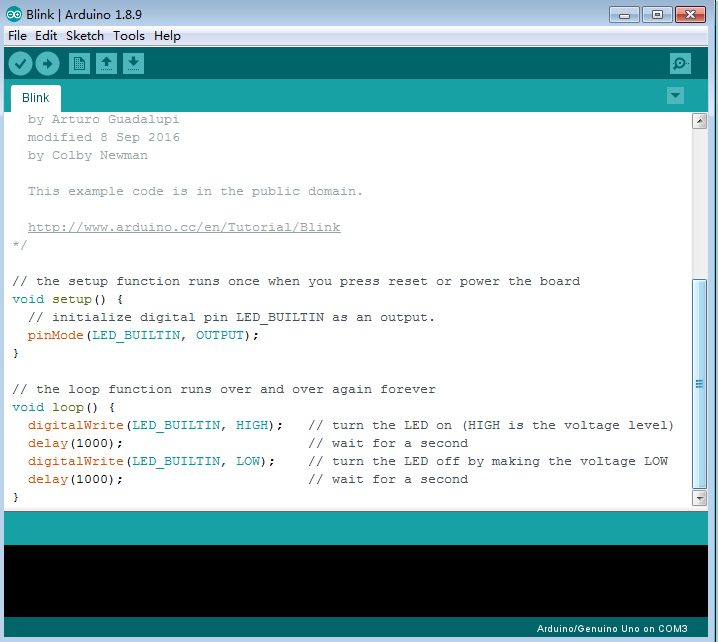 Blink | Arduino 1.8.9
File Edit Sketch Tools Help
Blink
by Arturo Guadalupi
modified 8 Sep 2016
by Colby Newman
This example code is in the public domain.
http://www.arduino.cc/en/Tutorial/Blink
*/
// the setup function runs once when you press reset or power the board
void setup() {
// initialize digital pin LED_BUILTIN as an output.
pinMode(LED_BUILTIN, OUTPUT);
}
// the loop function runs over and over again forever
void loop() {
digitalWrite(LED_BUILTIN, HIGH);   // turn the LED on (HIGH is the voltage level)
delay(1000);                       // wait for a second
digitalWrite(LED_BUILTIN, LOW);    // turn the LED off by making the voltage LOW
delay(1000);                       // wait for a second
}
Arduino/Genuino Uno on COM3